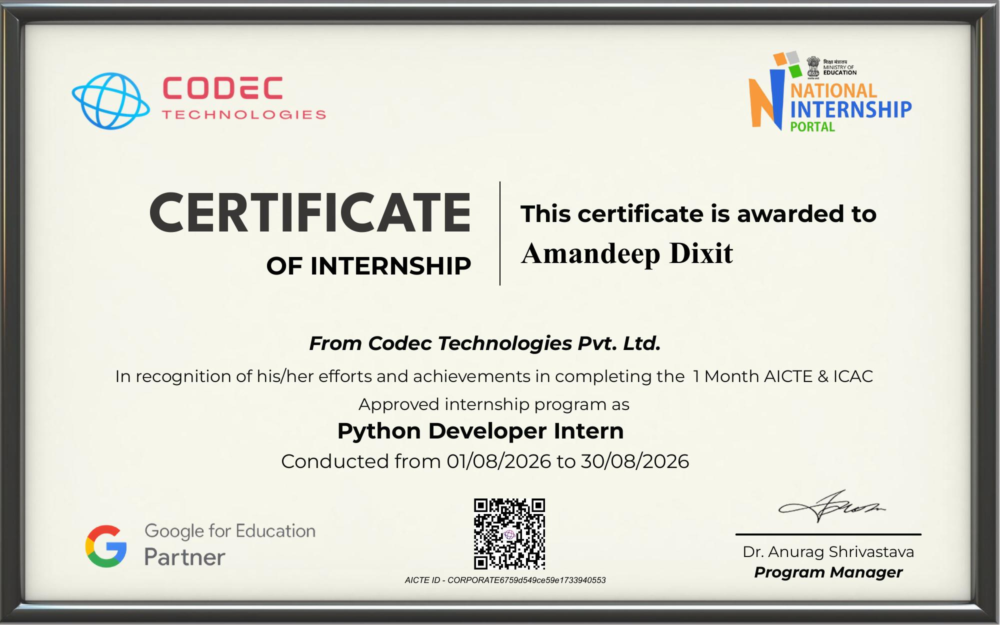 CODEC
TECHNOLOGIES
शिक्षा मंत्रालय
MINISTRY OF
EDUCATION
सत्यमेव जयते
NATIONAL
INTERNSHIP
PORTAL
CERTIFICATE
OF INTERNSHIP
This certificate is awarded to
Amandeep Dixit
From Codec Technologies Pvt. Ltd.
In recognition of his/her efforts and achievements in completing the 1 Month AICTE & ICAC
Approved internship program as
Python Developer Intern
Conducted from 01/08/2026 to 30/08/2026
Google for Education
Partner
AICTE ID - CORPORATE6759d549ce59e1733940553
Dr. Anurag Shrivastava
Program Manager